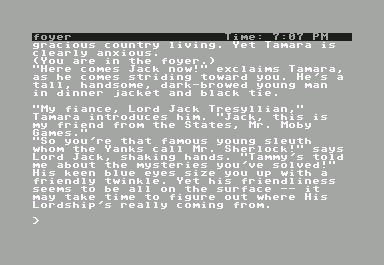 foyer Time: 7:07 PM
gracious country living. Yet Tamara is
clearly anxious.
(You are in the foyer.)
"Here comes Jack now!" exclaims Tamara,
as he comes striding toward you. He's a
tall, handsome, dark-browed young man
in dinner jacket and black tie.
"My fiance, Lord Jack Tresyllian,"
Tamara introduces him. "Jack, this is
my friend from the States, Mr. Moby
Games."
"So you're that famous young sleuth
whom the Yanks call Mr. Sherlock!" says
Lord Jack, shaking hands. "Tammy's told
me about the mysteries you've solved!"
His keen blue eyes size you up with a
friendly twinkle. Yet his friendliness
seems to be all on the surface -- it
may take time to figure out where His
Lordship's really coming from.
>